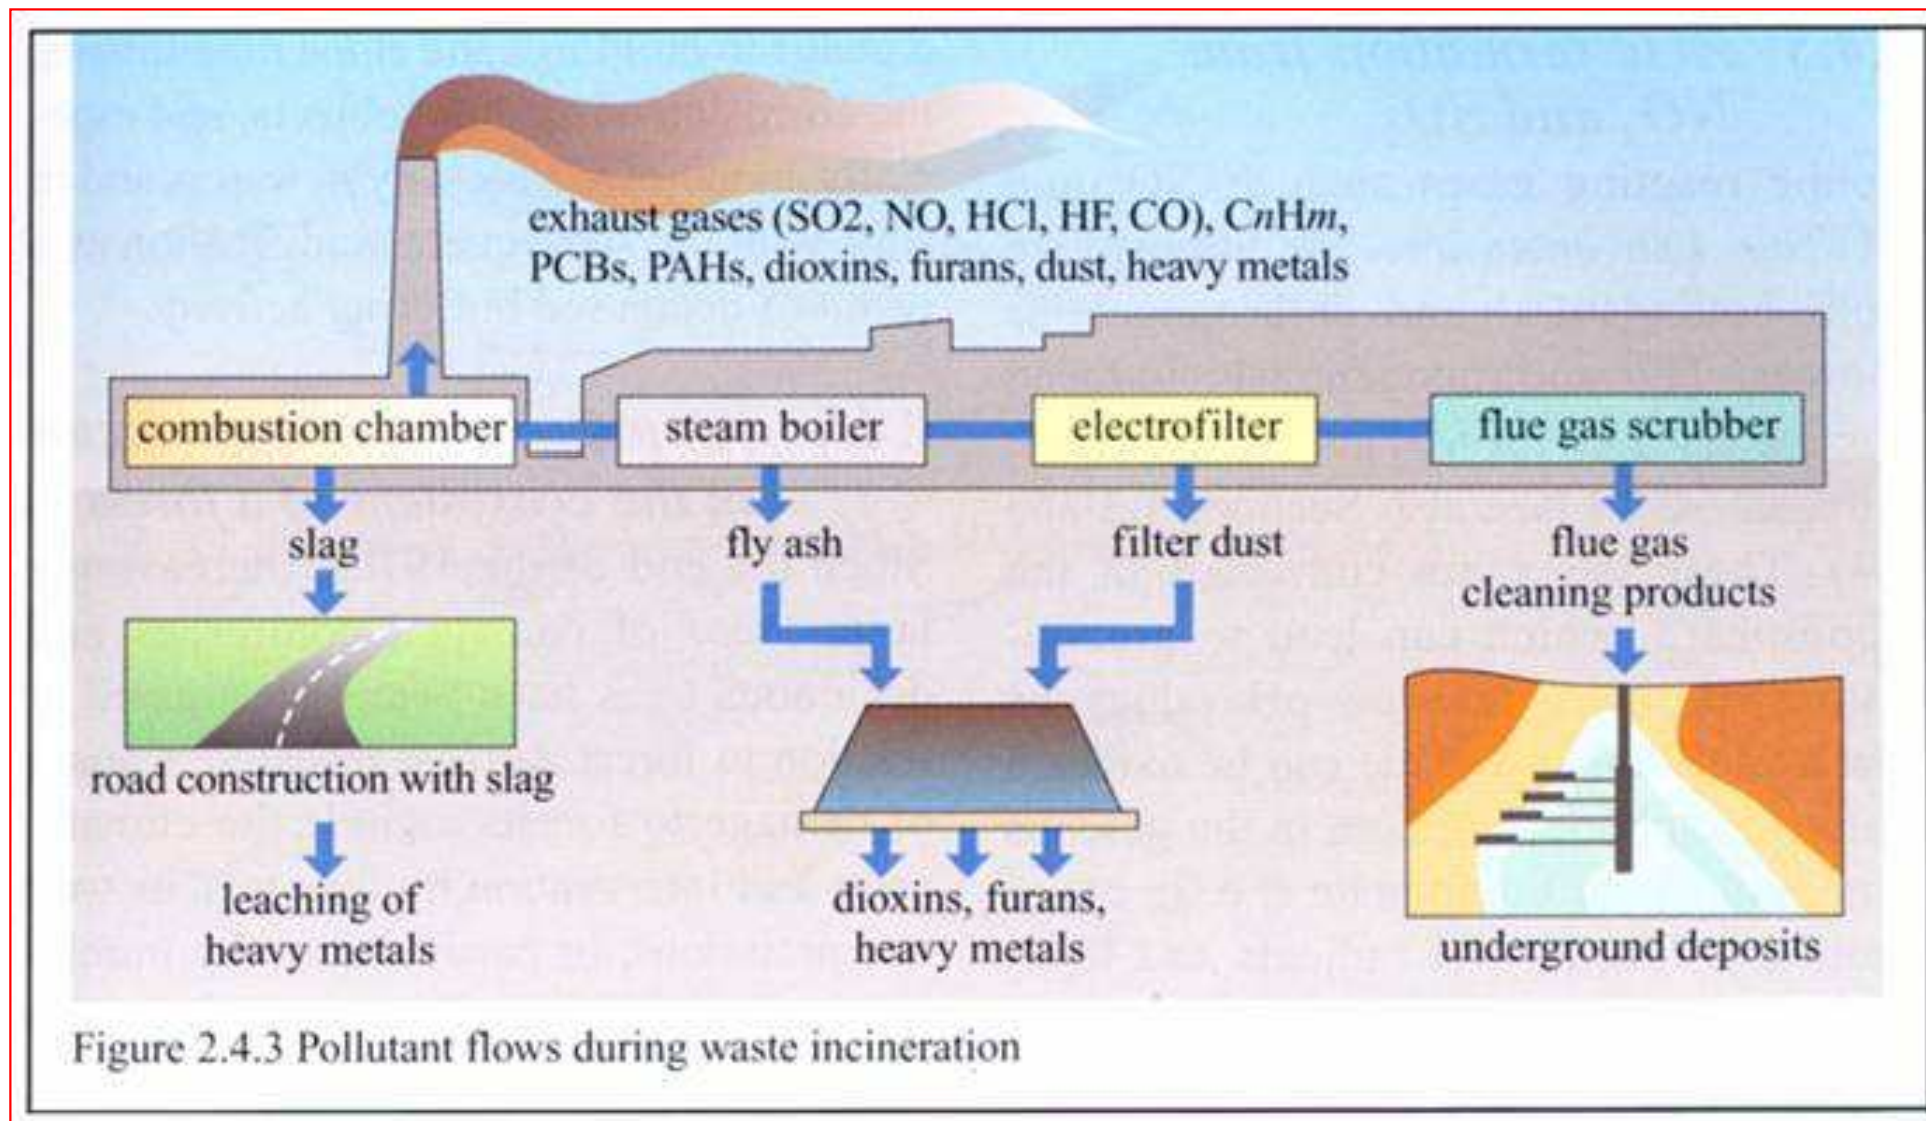 exhaust gases (SO2, NO, HCl, HF, CO), CnHm,
PCBs, PAHs, dioxins, furans, dust, heavy metals
combustion chamber
steam boiler
electrofilter
flue gas scrubber
slag
fly ash
filter dust
flue gas
cleaning products
road construction with slag
leaching of
heavy metals
dioxins, furans,
heavy metals
underground deposits
Figure 2.4.3 Pollutant flows during waste incineration